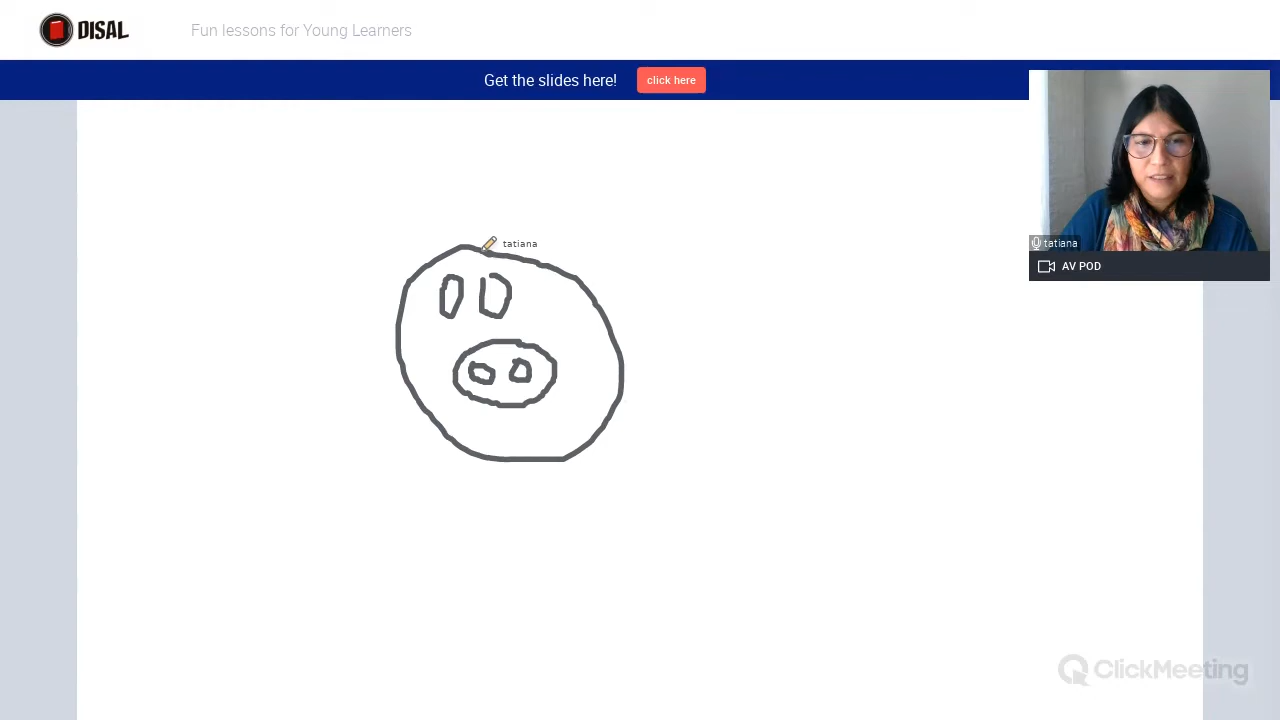 DISAL
Fun lessons for Young Learners
Get the slides here!
click here
tatiana
tatiana
AV POD
ClickMeeting